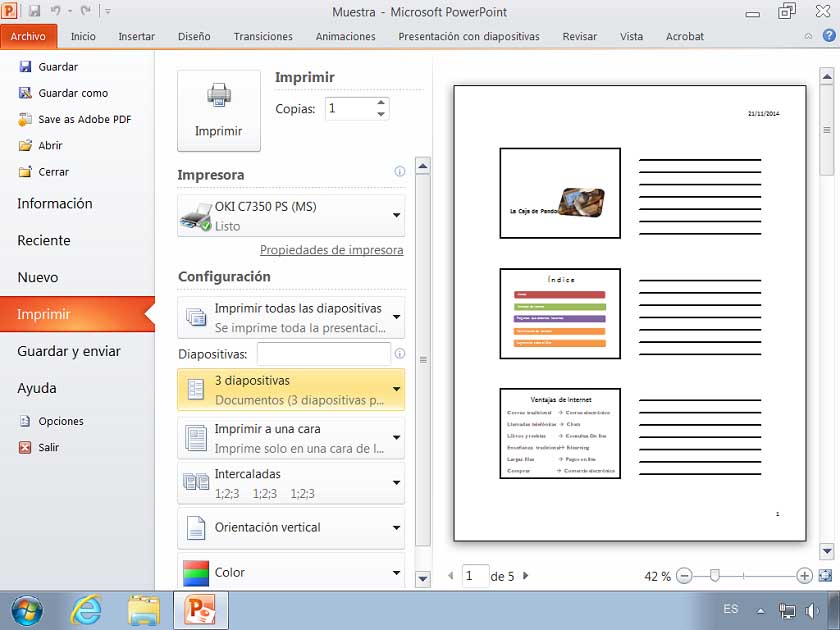 Muestra - Microsoft PowerPoint
Archivo Inicio Insertar Diseño Transiciones Animaciones Presentación con diapositivas Revisar Vista Acrobat
Guardar
Guardar como
Save as Adobe PDF
Abrir
Cerrar
Información
Reciente
Nuevo
Imprimir
Guardar y enviar
Ayuda
Opciones
Salir
Imprimir
Imprimir
Copias: 1
Impresora
OKI C7350 PS (MS)
Listo
Propiedades de impresora
Configuración
Imprimir todas las diapositivas
Se imprime toda la presentaci...
Diapositivas:
3 diapositivas
Documentos (3 diapositivas p...
Imprimir a una cara
Imprime solo en una cara de l...
Intercaladas
1;2;3 1;2;3 1;2;3
Orientación vertical
Color
21/11/2014
La Caja de Pando
Índice
Ventajas de Internet
Correo tradicional → Correo electrónico
Llamadas telefónicas → Chats
Libros y revistas → Consultas On line
Enseñanza tradicional → Elearning
Largas filas → Pagos on line
Comprar → Comercio electrónico
1
1 de 5
42 %
ES